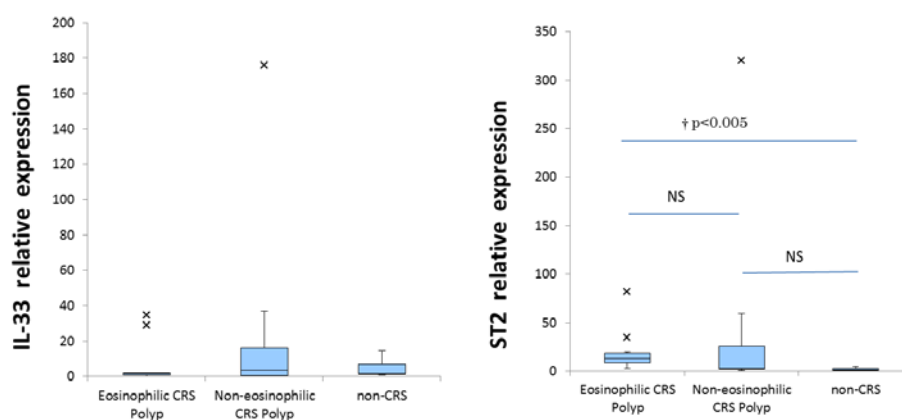 IL-33 relative expression
200
180
160
140
120
100
80
60
40
20
0
Eosinophilic CRS
Polyp
Non-eosinophilic
CRS Polyp
non-CRS
ST2 relative expression
350
300
250
200
150
100
50
0
† p<0.005
NS
NS
Eosinophilic CRS
Polyp
Non-eosinophilic
CRS Polyp
non-CRS